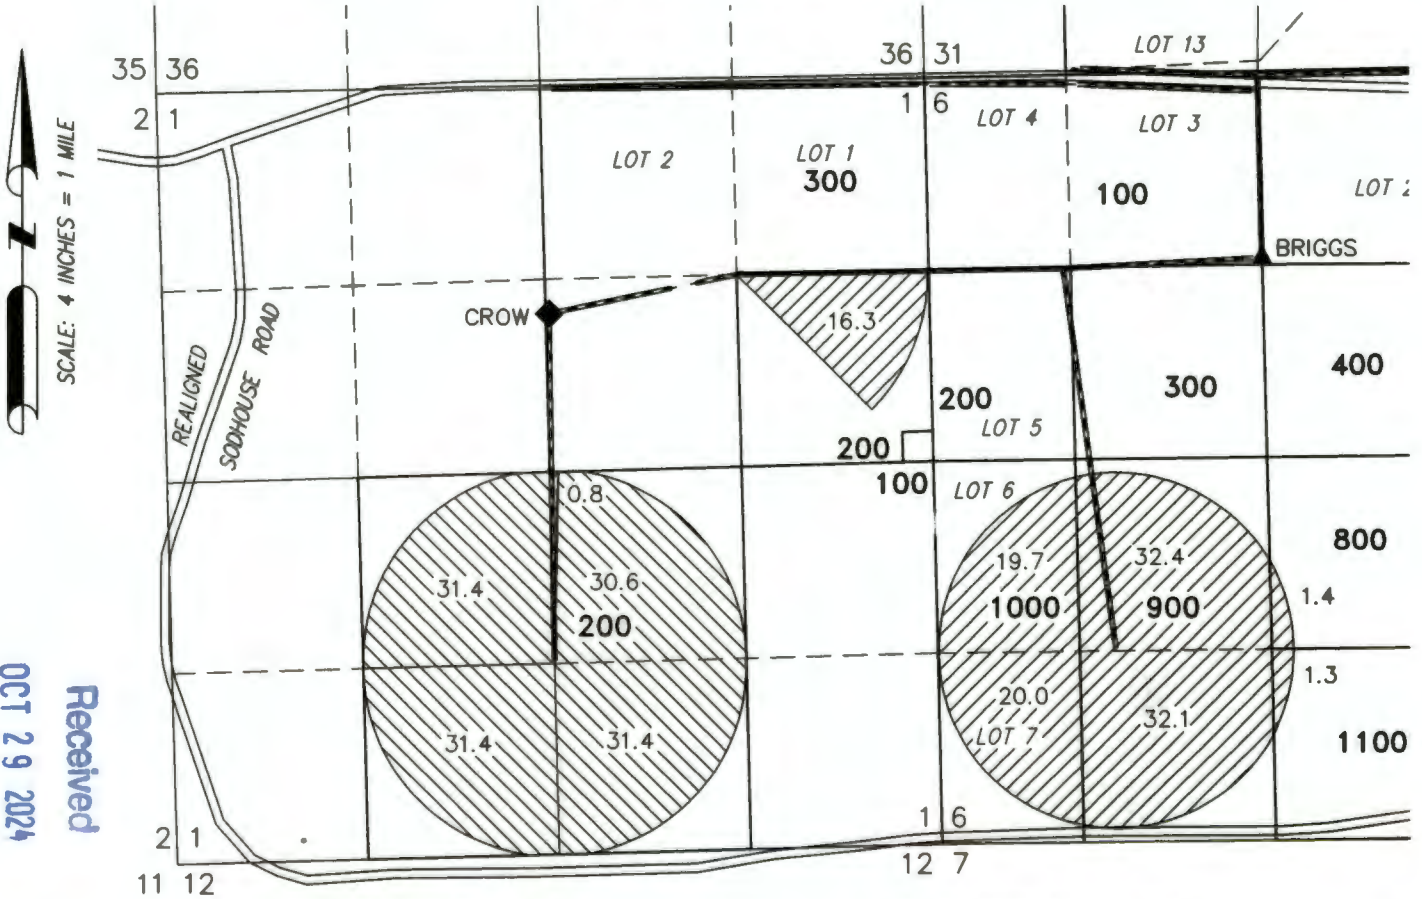 LOT 13
36 31
35 36
1 6
2 1
LOT 4
LOT 3
LOT 2
LOT 1
300
100
LOT 2
SCALE: 4 INCHES = 1 MILE
BRIGGS
CROW
16.3
REALIGNED
SODHOUSE ROAD
400
300
200
LOT 5
200
100
LOT 6
0.8
800
31.4
30.6
200
19.7
32.4
1000
900
1.4
1.3
20.0
32.1
LOT 7
31.4
31.4
1100
Received
OCT 29 2024
1 6
2 1
12 7
11 12